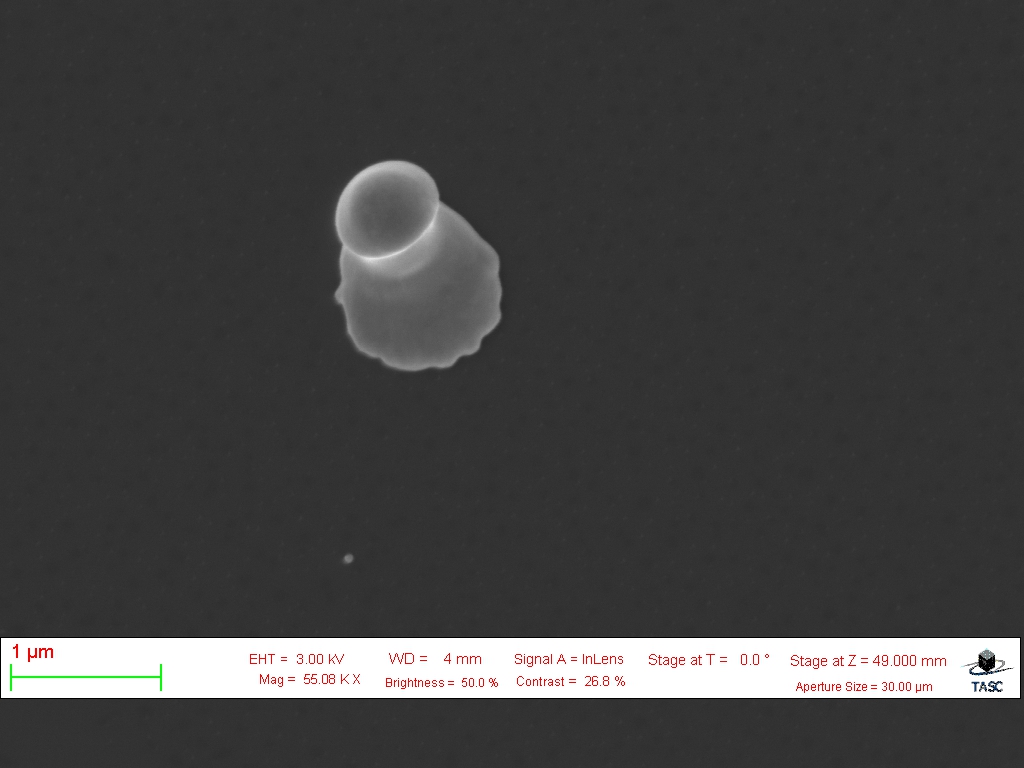 1 µm
EHT = 3.00 kV WD = 4 mm Signal A = InLens Stage at T = 0.0 ° Stage at Z = 49.000 mm
Mag = 55.08 K X Brightness = 50.0 % Contrast = 26.8 % Aperture Size = 30.00 µm
TASC